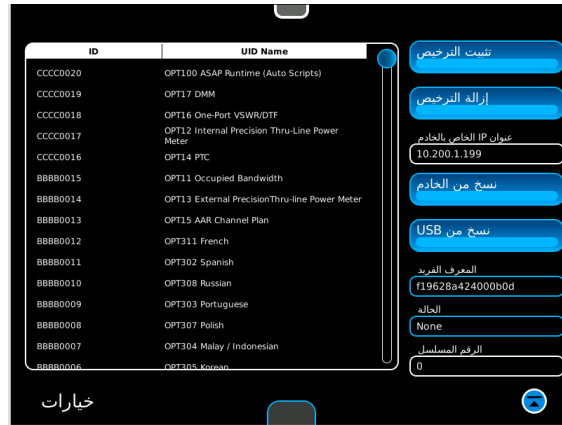 ID UID Name
CCCC0020 OPT100 ASAP Runtime (Auto Scripts)
CCCC0019 OPT17 DMM
CCCC0018 OPT16 One-Port VSWR/DTF
CCCC0017 OPT12 Internal Precision Thru-Line Power
Meter
CCCC0016 OPT14 PTC
BBBB0015 OPT11 Occupied Bandwidth
BBBB0014 OPT13 External PrecisionThru-line Power Meter
BBBB0013 OPT15 AAR Channel Plan
BBBB0012 OPT311 French
BBBB0011 OPT302 Spanish
BBBB0010 OPT308 Russian
BBBB0009 OPT303 Portuguese
BBBB0008 OPT307 Polish
BBBB0007 OPT304 Malay / Indonesian
BBBB0006 OPT305 Korean
تثبيت الترخيص
إزالة الترخيص
عنوان IP الخاص بالخادم
10.200.1.199
نسخ من الخادم
نسخ من USB
المعرف الفريد
f19628a424000b0d
الحالة
None
الرقم المسلسل
0
خيارات